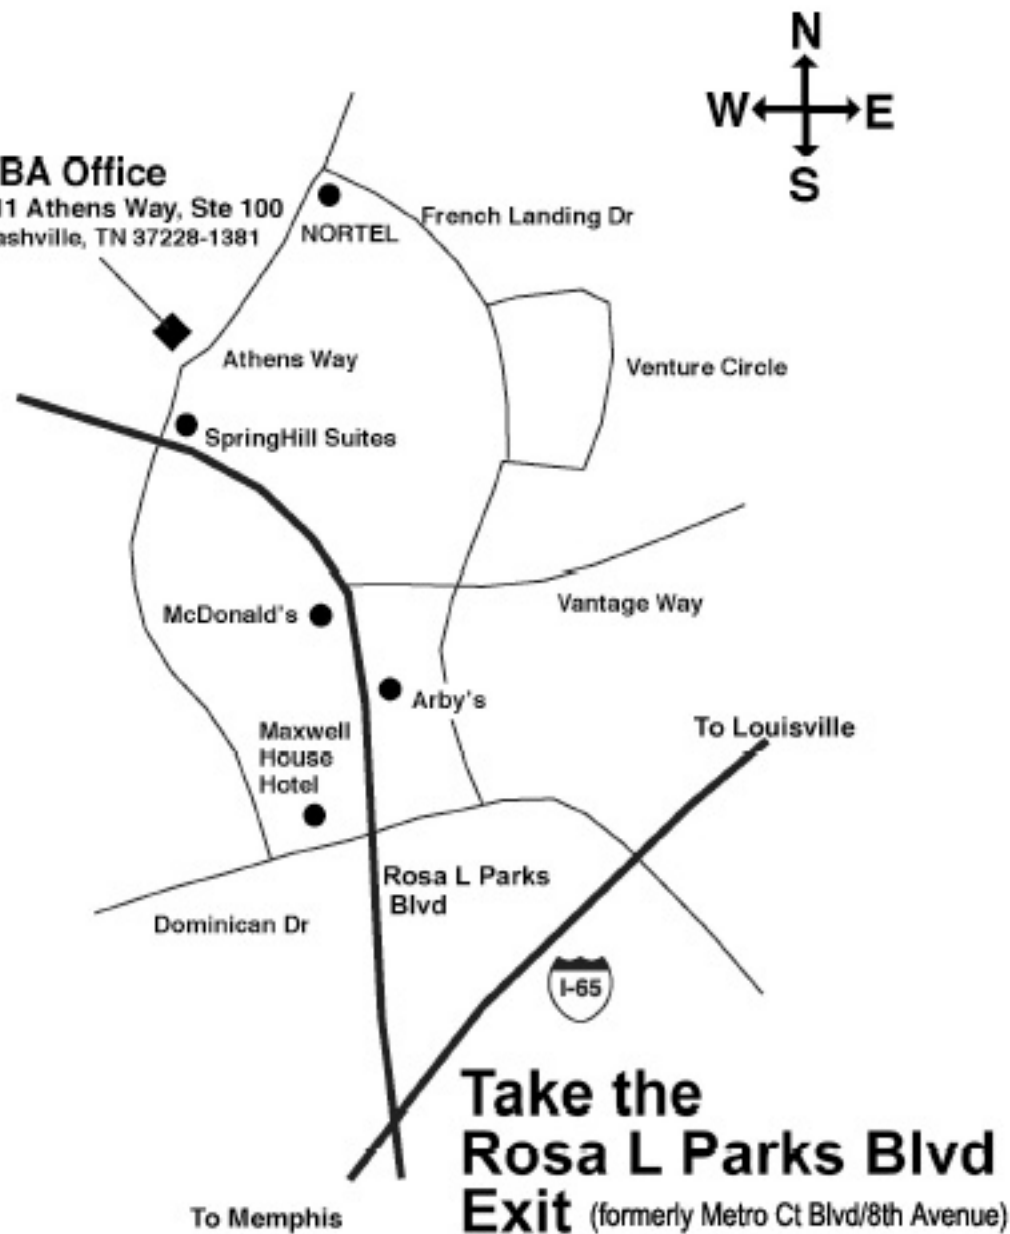 N
W E
S
BA Office
11 Athens Way, Ste 100
ashville, TN 37228-1381
NORTEL
French Landing Dr
Athens Way
Venture Circle
SpringHill Suites
McDonald's
Vantage Way
Arby's
Maxwell
House
Hotel
To Louisville
Rosa L Parks
Blvd
Dominican Dr
I-65
Take the
Rosa L Parks Blvd
Exit (formerly Metro Ct Blvd/8th Avenue)
To Memphis